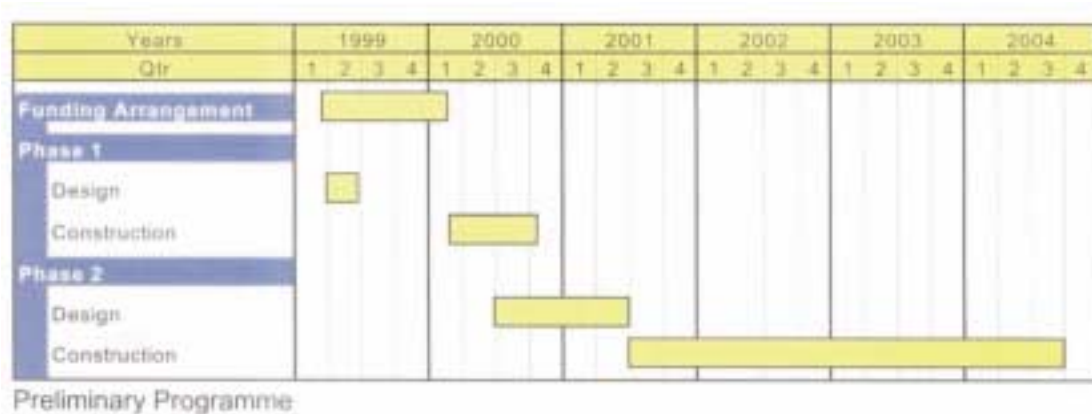 Years 1999 2000 2001 2002 2003 2004
Qtr 1 2 3 4 1 2 3 4 1 2 3 4 1 2 3 4 1 2 3 4 1 2 3 4
Funding Arrangement
Phase 1
Design
Construction
Phase 2
Design
Construction
Preliminary Programme